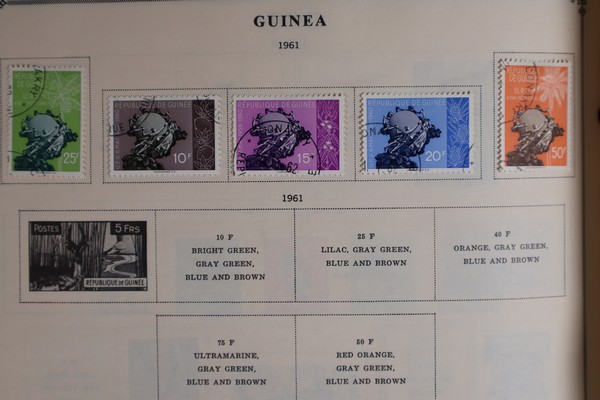 GUINEA
1961
REPUBLIQUE DE GUINEE
25F
REPUBLIQUE DE GUINEE
10F
15F
REPUBLIQUE DE GUINEE
20F
50F
1961
POSTES 5 FRS
REPUBLIQUE DE GUINÉE
10 F
BRIGHT GREEN,
GRAY GREEN,
BLUE AND BROWN
25 F
LILAC, GRAY GREEN,
BLUE AND BROWN
40 F
ORANGE, GRAY GREEN,
BLUE AND BROWN
75 F
ULTRAMARINE,
GRAY GREEN,
BLUE AND BROWN
50 F
RED ORANGE,
GRAY GREEN,
BLUE AND BROWN